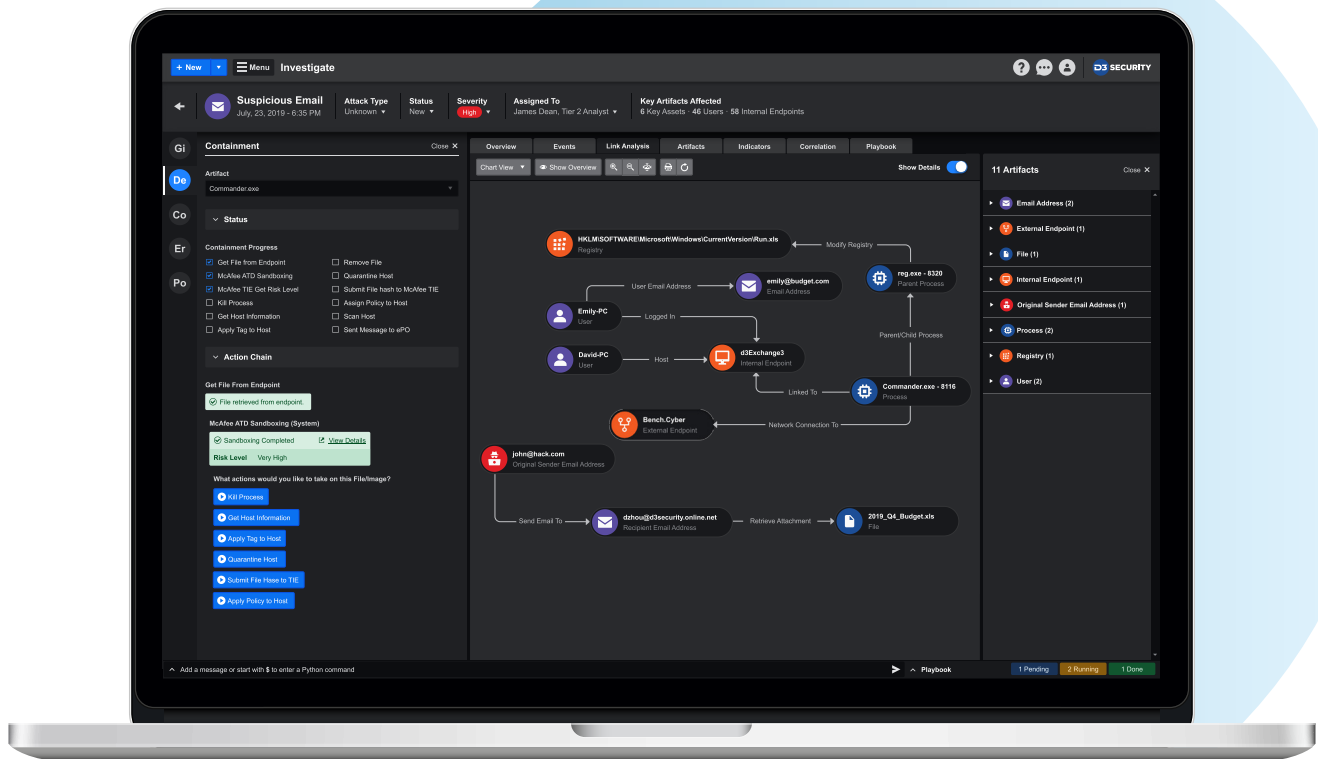 + New
Menu
Investigate
D3 SECURITY
Suspicious Email
July, 23, 2019 - 6:35 PM
Attack Type
Unknown
Status
New
Severity
High
Assigned To
James Dean, Tier 2 Analyst
Key Artifacts Affected
6 Key Assets · 46 Users · 58 Internal Endpoints
Gi
De
Co
Er
Po
Containment
Close X
Artifact
Commander.exe
Status
Containment Progress
Get File from Endpoint
Remove File
McAfee ATD Sandboxing
Quarantine Host
McAfee TIE Get Risk Level
Submit File hash to McAfee TIE
Kill Process
Assign Policy to Host
Get Host Information
Scan Host
Apply Tag to Host
Sent Message to ePO
Action Chain
Get File From Endpoint
File retrieved from endpoint.
McAfee ATD Sandboxing (System)
Sandboxing Completed
View Details
Risk Level Very High
What actions would you like to take on this File/Image?
Kill Process
Get Host Information
Apply Tag to Host
Quarantine Host
Submit File Hase to TIE
Apply Policy to Host
Overview
Events
Link Analysis
Artifacts
Indicators
Correlation
Playbook
Chart View
Show Overview
Show Details
HKLM\SOFTWARE\Microsoft\Windows\CurrentVersion\Run.xls
Registry
Modify Registry
reg.exe - 8320
Parent Process
User Email Address
emily@budget.com
Email Address
Emily-PC
User
Logged In
Parent/Child Process
David-PC
User
Host
d3Exchange3
Internal Endpoint
Linked To
Commander.exe - 8116
Process
Bench.Cyber
External Endpoint
Network Connection To
john@hack.com
Original Sender Email Address
Send Email To
dzhou@d3security.online.net
Recipient Email Address
Retrieve Attachment
2019_Q4_Budget.xls
File
11 Artifacts
Close X
Email Address (2)
External Endpoint (1)
File (1)
Internal Endpoint (1)
Original Sender Email Address (1)
Process (2)
Registry (1)
User (2)
Add a message or start with $ to enter a Python command
Playbook
1 Pending
2 Running
1 Done